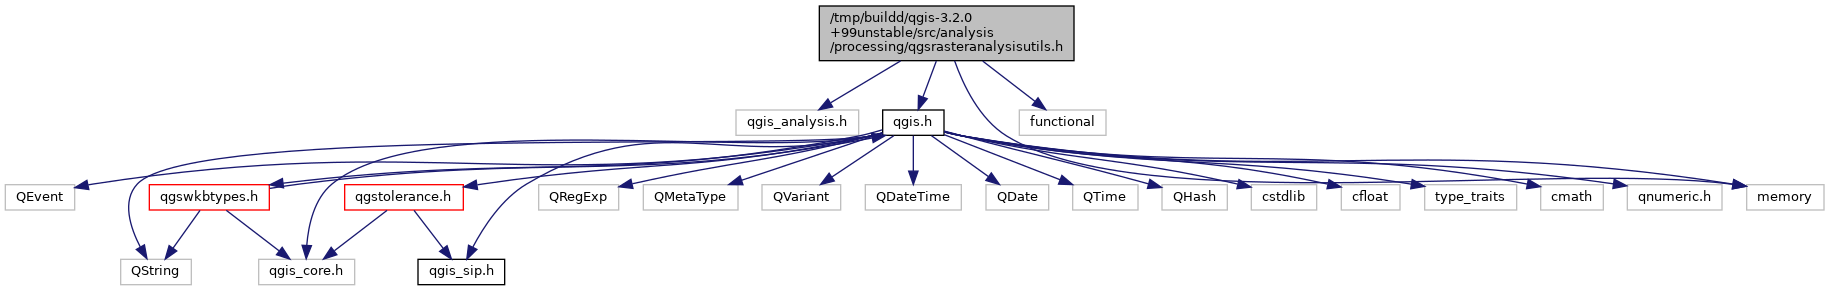 /tmp/buildd/qgis-3.2.0
+99unstable/src/analysis
/processing/qgsrasteranalysisutils.h
qgis_analysis.h
qgis.h
functional
QEvent
qgswkbtypes.h
qgstolerance.h
QRegExp
QMetaType
QVariant
QDateTime
QDate
QTime
QHash
cstdlib
cfloat
type_traits
cmath
qnumeric.h
memory
QString
qgis_core.h
qgis_sip.h